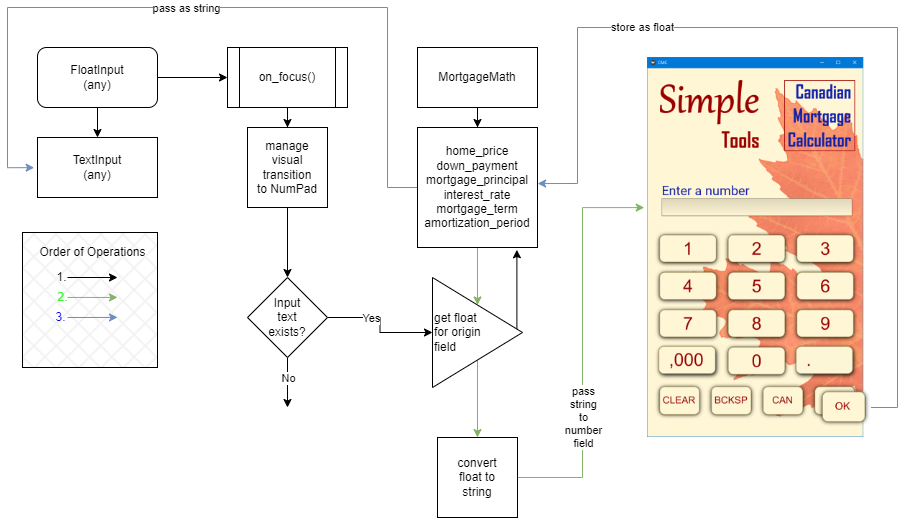 pass as string
store as float
FloatInput
(any)
on_focus()
MortgageMath
CMC
Simple
Tools
Canadian
Mortgage
Calculator
TextInput
(any)
manage
visual
transition
to NumPad
home_price
down_payment
mortgage_principal
interest_rate
mortgage_term
amortization_period
Enter a number
Order of Operations
1.
2.
3.
1 2 3
4 5 6
7 8 9
,000 0 .
CLEAR BCKSP CAN OK
Input
text
exists?
Yes
No
get float
for origin
field
pass
string
to
number
field
convert
float to
string